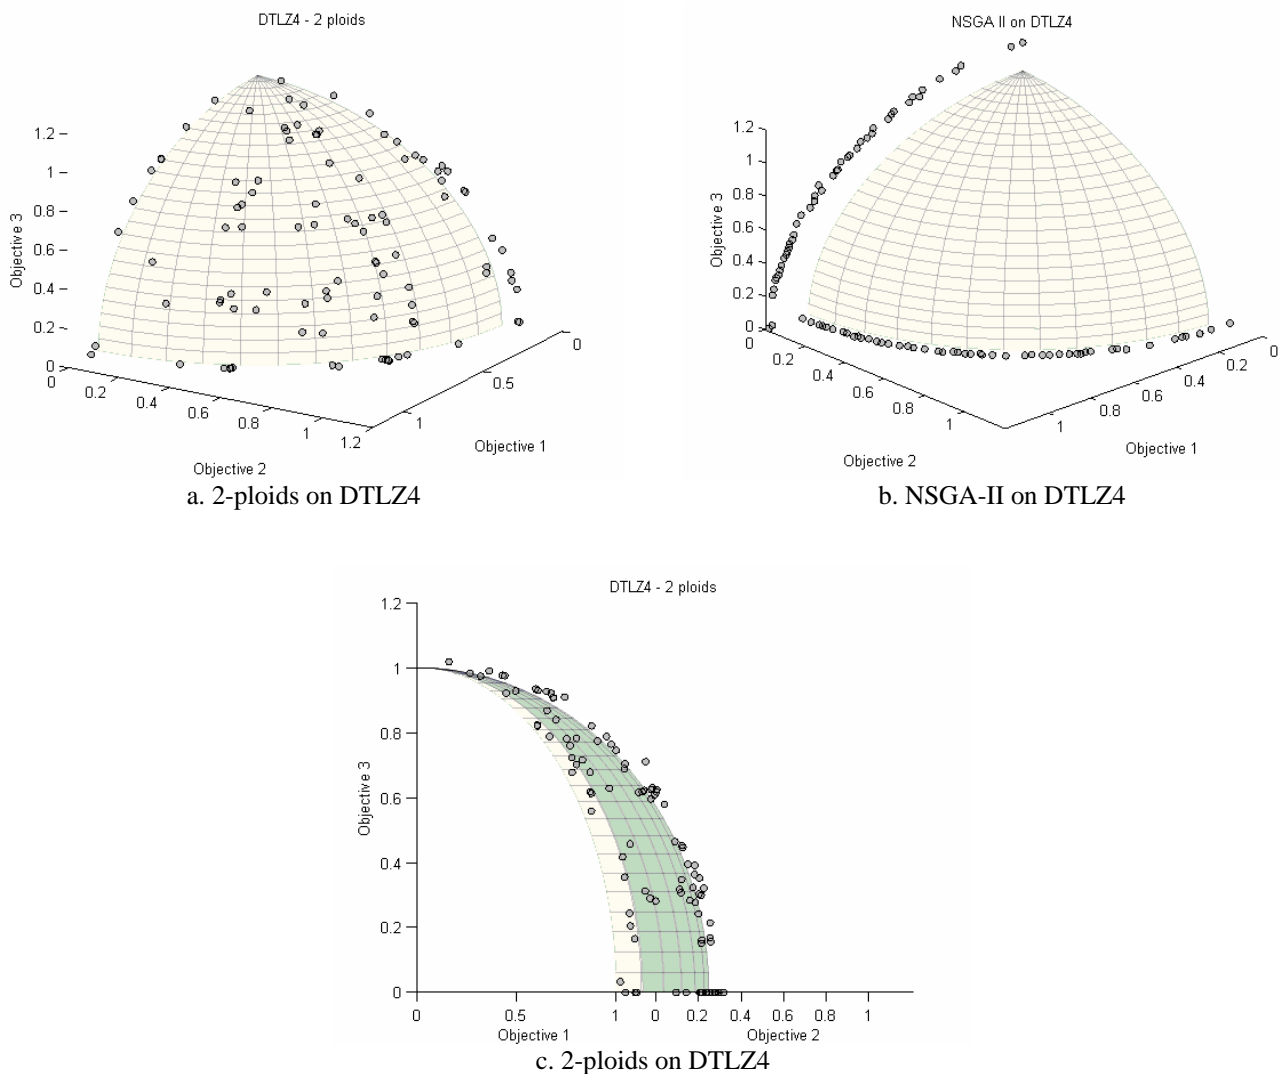 DTLZ4 - 2 ploids
1.2
1
0.8
0.6
0.4
0.2
0
Objective 3
0
0.2
0.4
0.6
0.8
1
1.2
Objective 2
1
0.5
0
Objective 1
a. 2-ploids on DTLZ4
NSGA II on DTLZ4
1.2
1
0.8
0.6
0.4
0.2
0
Objective 3
0
0.2
0.4
0.6
0.8
1
Objective 2
1
0.8
0.6
0.4
0.2
0
Objective 1
b. NSGA-II on DTLZ4
DTLZ4 - 2 ploids
1.2
1
0.8
0.6
0.4
0.2
0
Objective 3
0 0.5 1 0 0.2 0.4 0.6 0.8 1
Objective 1 Objective 2
c. 2-ploids on DTLZ4